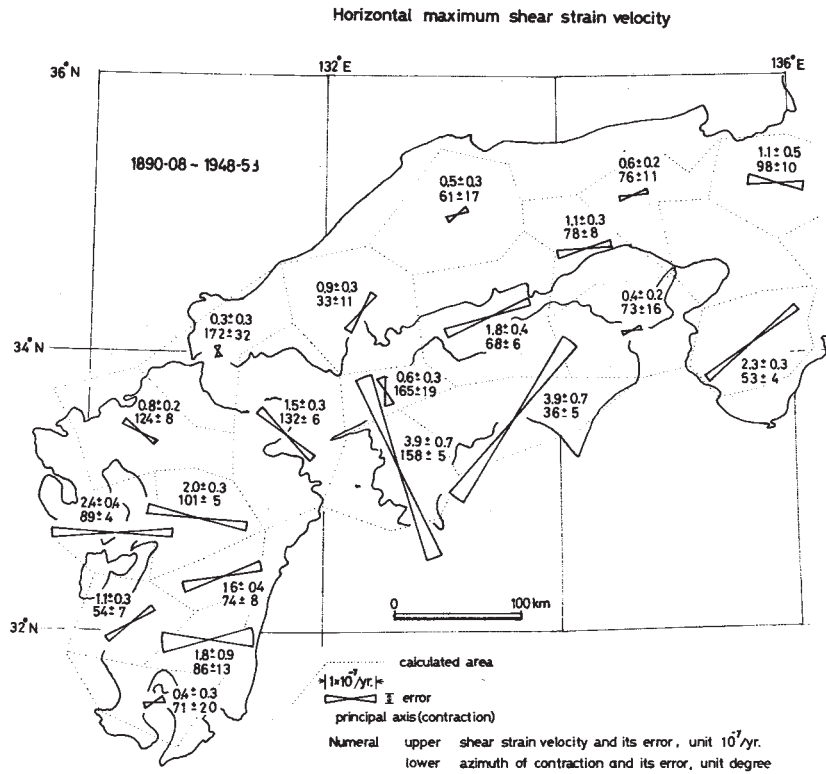 Horizontal maximum shear strain velocity
36°N
132°E
136°E
1890-08 ~ 1948-53
0.5±0.3
61±17
0.6±0.2
76±11
1.1±0.5
98±10
1.1±0.3
78±8
0.9±0.3
33±11
0.3±0.3
172±32
0.4±0.2
73±16
1.8±0.4
68±6
34°N
2.3±0.3
53±4
0.6±0.3
165±19
0.8±0.2
124±8
1.5±0.3
132±6
3.9±0.7
36±5
3.9±0.7
158±5
2.4±0.4
89±4
2.0±0.3
101±5
1.6±0.4
74±8
1.1±0.3
54±7
0 100km
32°N
1.8±0.9
86±13
0.4±0.3
71±20
calculated area
1×10⁻⁷/yr.
error
principal axis(contraction)
Numeral upper shear strain velocity and its error, unit 10⁻⁷/yr.
lower azimuth of contraction and its error, unit degree